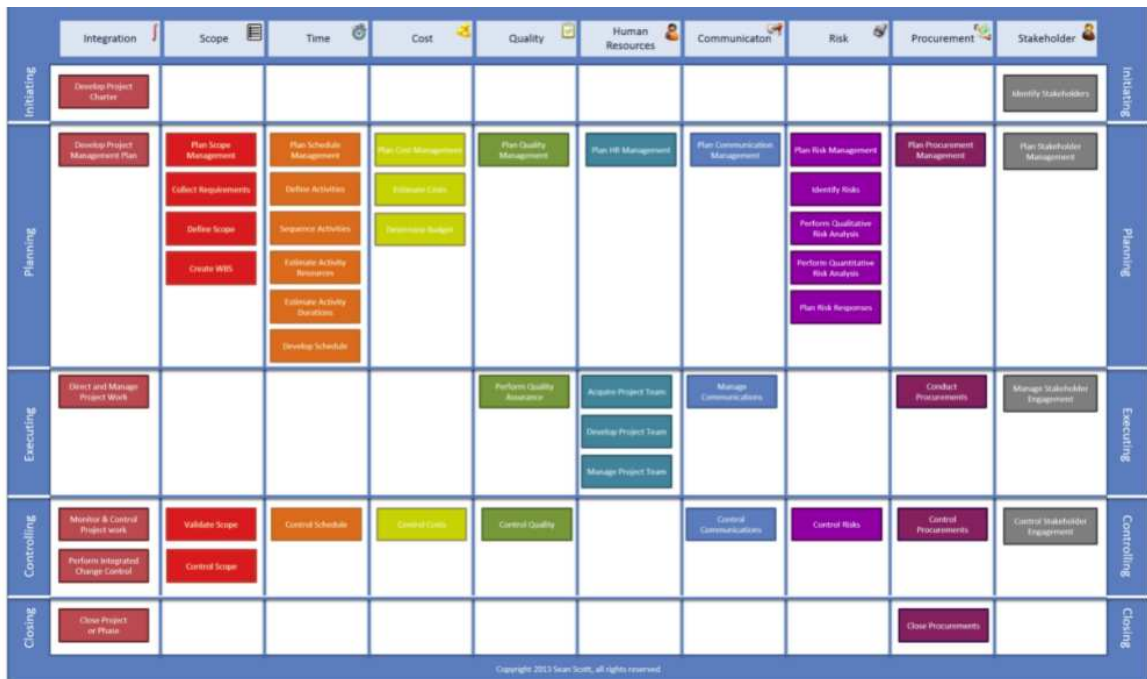 Integration
Scope
Time
Cost
Quality
Human
Resources
Communicaton
Risk
Procurement
Stakeholder
Initiating
Develop Project
Charter
Identify Stakeholders
Initiating
Planning
Develop Project
Management Plan
Plan Scope
Management
Plan Schedule
Management
Plan Cost Management
Plan Quality
Management
Plan HR Management
Plan Communication
Management
Plan Risk Management
Plan Procurement
Management
Plan Stakeholder
Management
Collect Requirements
Define Activities
Estimate Costs
Identify Risks
Define Scope
Sequence Activities
Determine Budget
Perform Qualitative
Risk Analysis
Create WBS
Estimate Activity
Resources
Perform Quantitative
Risk Analysis
Estimate Activity
Durations
Plan Risk Responses
Develop Schedule
Planning
Executing
Direct and Manage
Project Work
Perform Quality
Assurance
Acquire Project Team
Manage
Communications
Conduct
Procurements
Manage Stakeholder
Engagement
Develop Project Team
Manage Project Team
Executing
Controlling
Monitor & Control
Project work
Validate Scope
Control Schedule
Control Costs
Control Quality
Control
Communications
Control Risks
Control
Procurements
Control Stakeholder
Engagement
Perform Integrated
Change Control
Control Scope
Controlling
Closing
Close Project
or Phase
Close Procurements
Closing
Copyright 2013 Sean Scott, all rights reserved